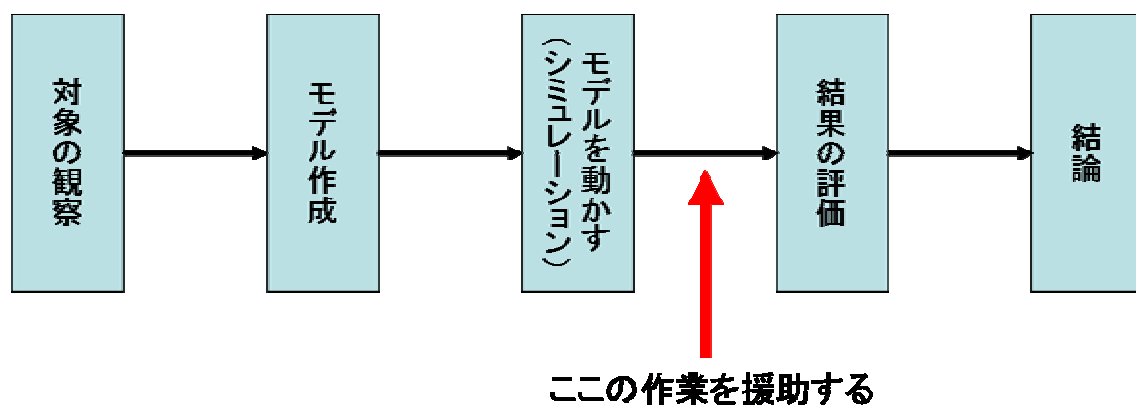 対象の観察
モデル作成
モデルを動かす
(シミュレーション)
結果の評価
結論
ここの作業を援助する